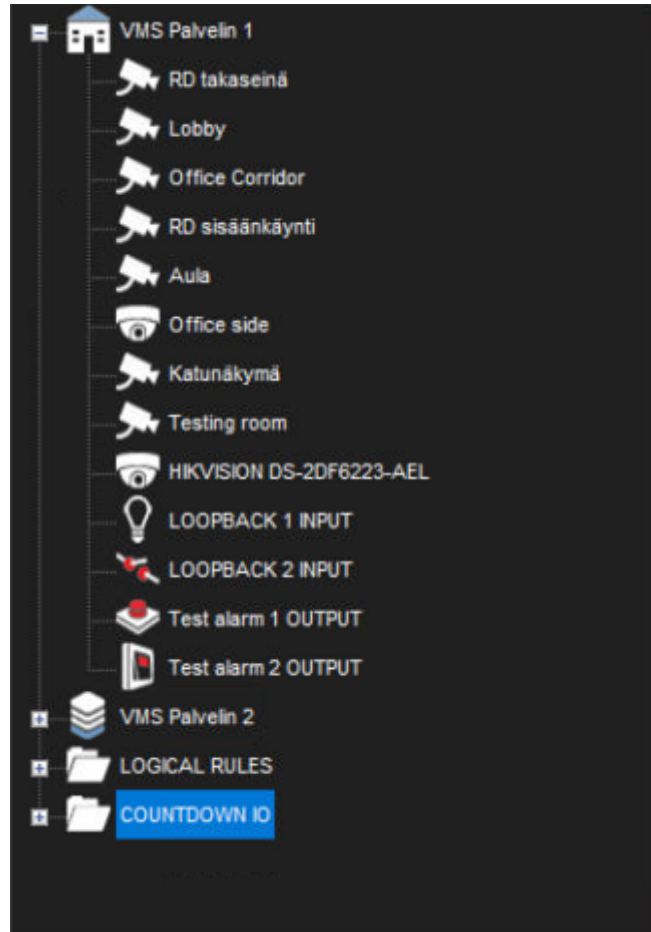 VMS Palvelin 1
RD takaseinä
Lobby
Office Corridor
RD sisäänkäynti
Aula
Office side
Katunäkymä
Testing room
HIKVISION DS-2DF6223-AEL
LOOPBACK 1 INPUT
LOOPBACK 2 INPUT
Test alarm 1 OUTPUT
Test alarm 2 OUTPUT
VMS Palvelin 2
LOGICAL RULES
COUNTDOWN IO